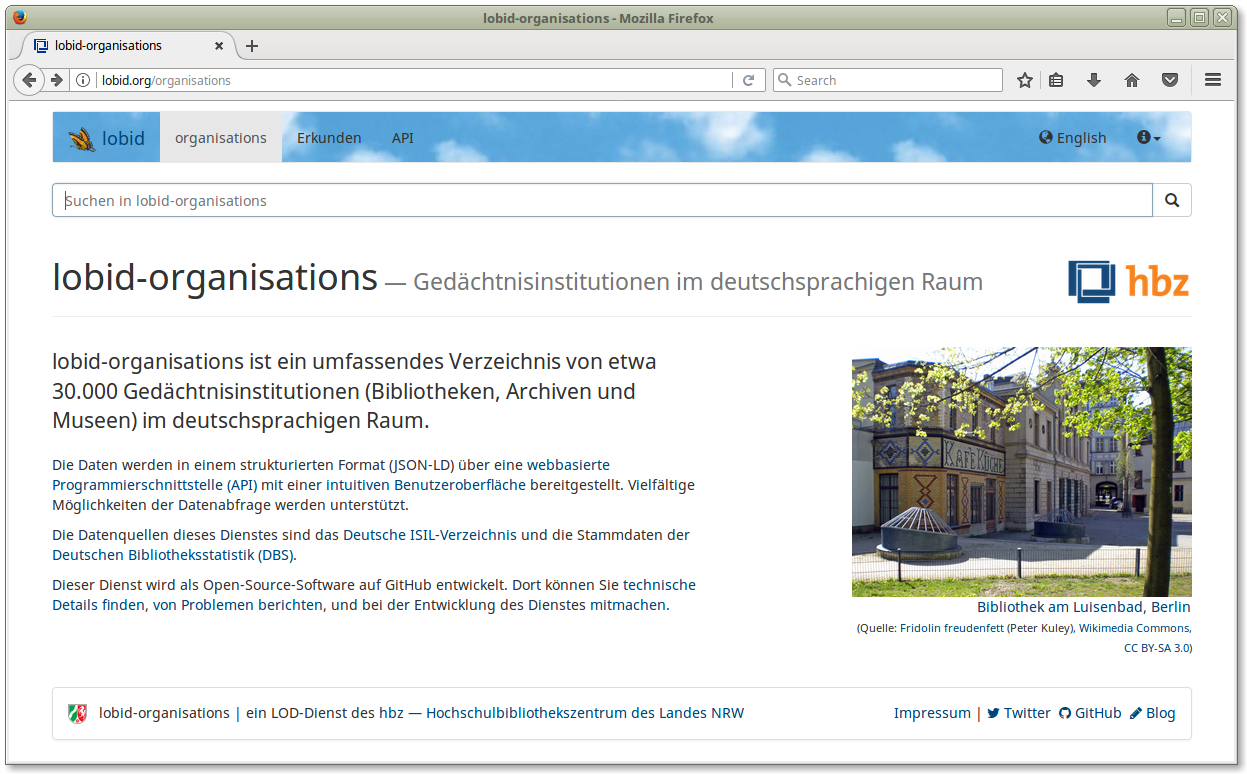 lobid-organisations - Mozilla Firefox
lobid-organisations
lobid.org/organisations
Search
lobid organisations Erkunden API English
Suchen in lobid-organisations
lobid-organisations — Gedächtnisinstitutionen im deutschsprachigen Raum
hbz
lobid-organisations ist ein umfassendes Verzeichnis von etwa
30.000 Gedächtnisinstitutionen (Bibliotheken, Archiven und
Museen) im deutschsprachigen Raum.
Die Daten werden in einem strukturierten Format (JSON-LD) über eine webbasierte
Programmierschnittstelle (API) mit einer intuitiven Benutzeroberfläche bereitgestellt. Vielfältige
Möglichkeiten der Datenabfrage werden unterstützt.
Die Datenquellen dieses Dienstes sind das Deutsche ISIL-Verzeichnis und die Stammdaten der
Deutschen Bibliotheksstatistik (DBS).
Dieser Dienst wird als Open-Source-Software auf GitHub entwickelt. Dort können Sie technische
Details finden, von Problemen berichten, und bei der Entwicklung des Dienstes mitmachen.
KAFEKÜCHE
Bibliothek am Luisenbad, Berlin
(Quelle: Fridolin freudenfett (Peter Kuley), Wikimedia Commons,
CC BY-SA 3.0)
lobid-organisations | ein LOD-Dienst des hbz — Hochschulbibliothekszentrum des Landes NRW
Impressum | Twitter GitHub Blog